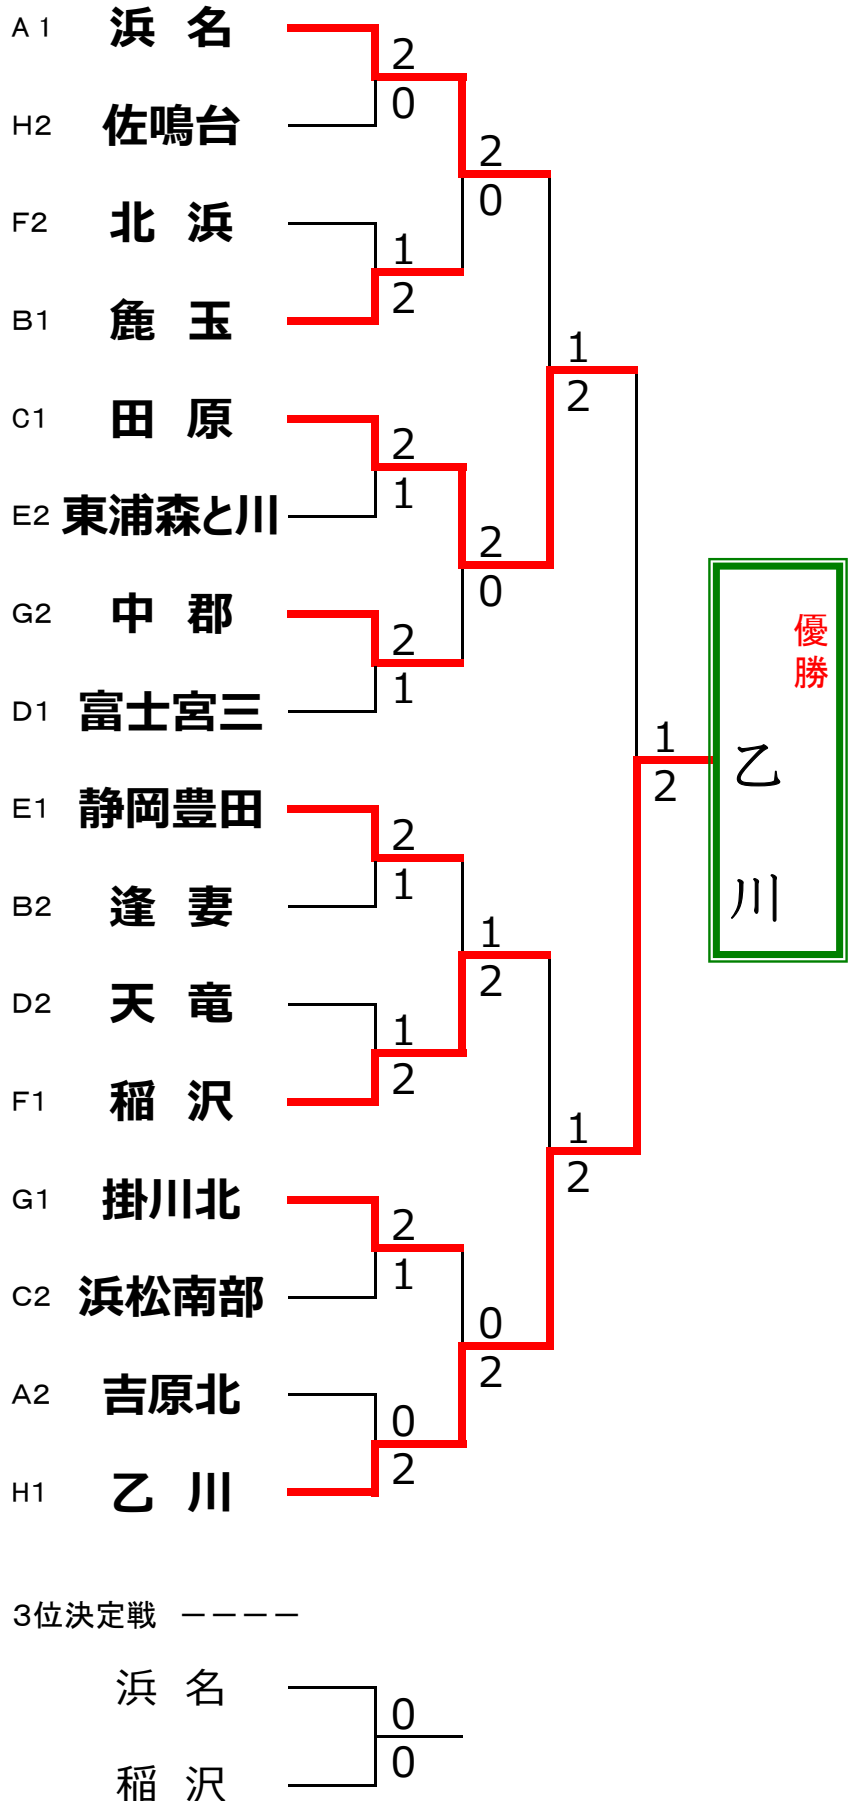 A1 浜 名
2
0
H2 佐鳴台
2
0
F2 北 浜
1
2
B1 麁 玉
1
2
C1 田 原
2
1
E2 東浦森と川
2
0
G2 中 郡
2
1
D1 富士宮三
優勝
乙川
1
2
E1 静岡豊田
2
1
B2 逢 妻
1
2
D2 天 竜
1
2
F1 稲 沢
1
2
G1 掛川北
2
1
C2 浜松南部
0
2
A2 吉原北
0
2
H1 乙 川
3位決定戦 ーーーー
浜 名
0
0
稲 沢